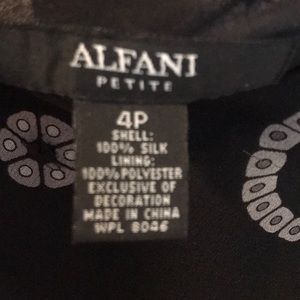 ALFANI
PETITE
4P
SHELL:
100% SILK
LINING:
100% POLYESTER
EXCLUSIVE OF
DECORATION
MADE IN CHINA
WPL 8046